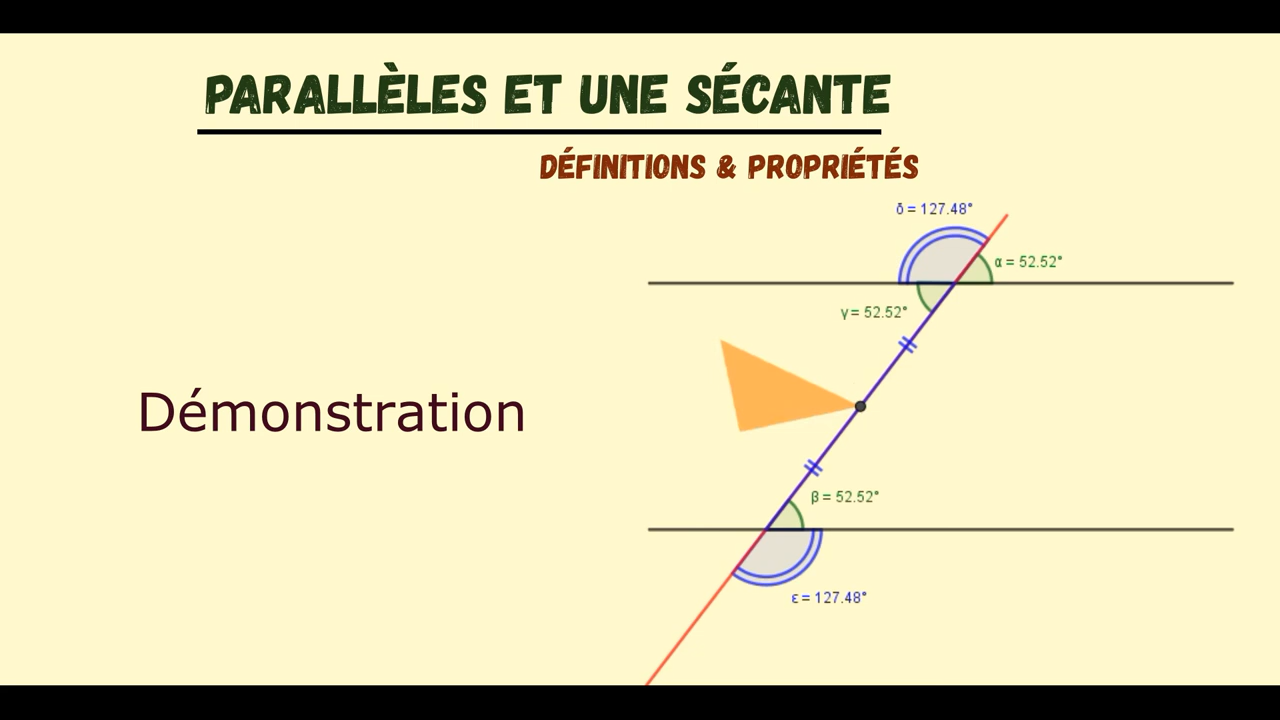 PARALLÈLES ET UNE SÉCANTE
DÉFINITIONS & PROPRIÉTÉS
δ = 127.48°
α = 52.52°
γ = 52.52°
Démonstration
β = 52.52°
ε = 127.48°